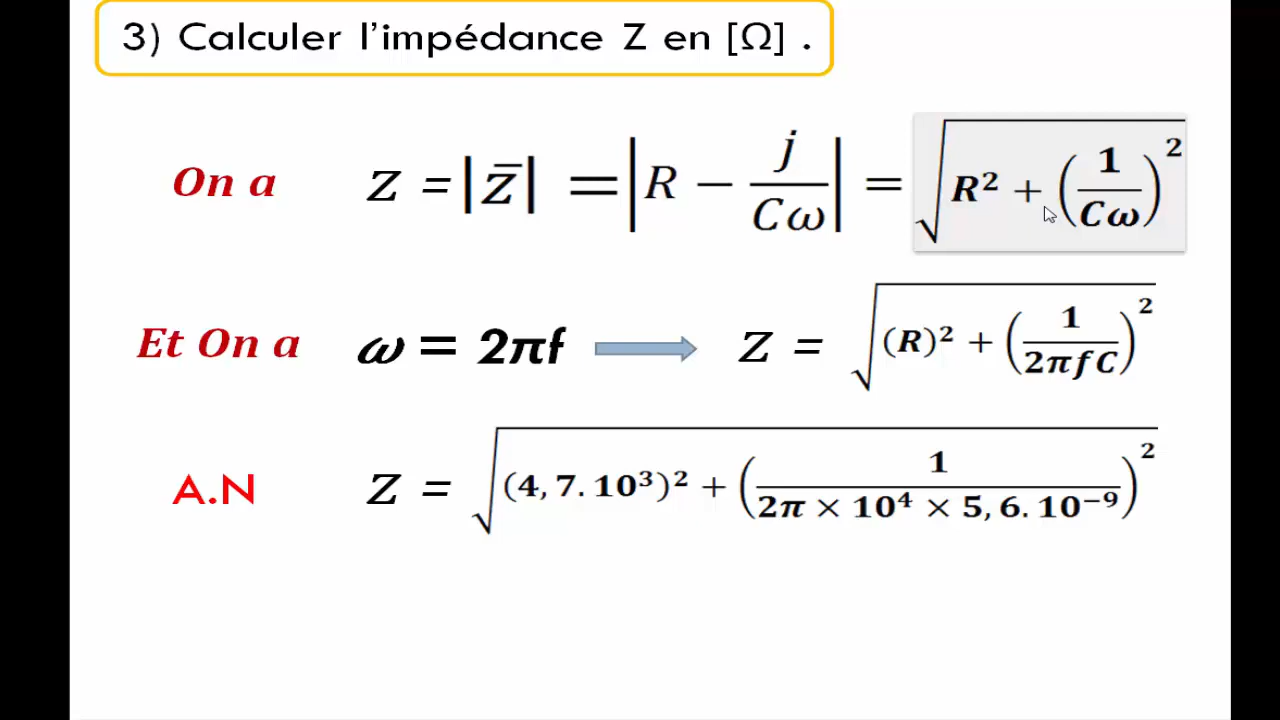 3) Calculer l'impédance Z en [Ω] .
On a Z = |z̄| = |R − j/(Cω)| = √(R² + (1/(Cω))²)
Et On a ω = 2πf Z = √((R)² + (1/(2πfC))²)
A.N Z = √((4,7.10³)² + (1/(2π × 10⁴ × 5,6.10⁻⁹))²)